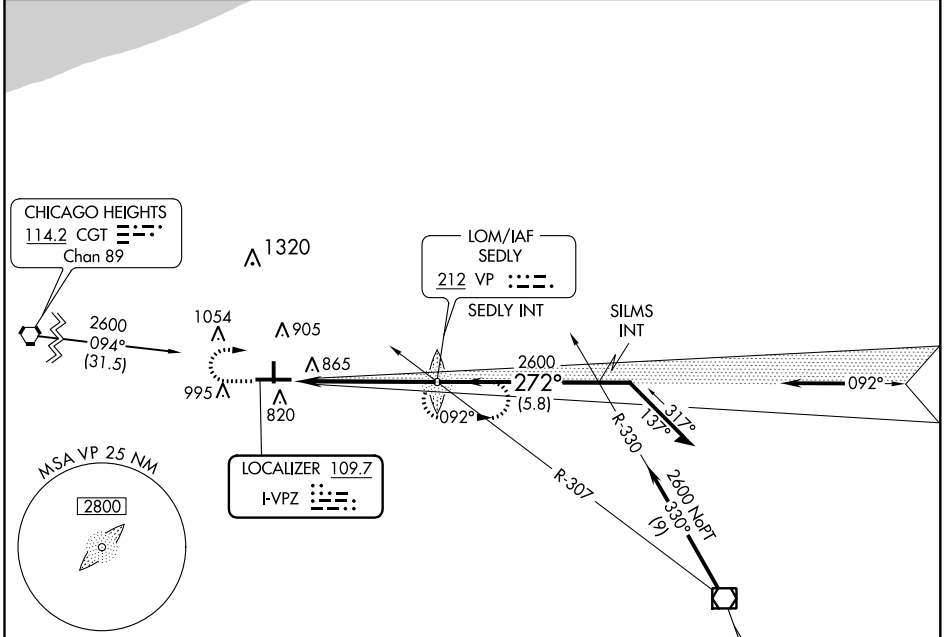 CHICAGO HEIGHTS
114.2 CGT
Chan 89
2600
094°
(31.5)
1320
1054
905
865
995
820
LOM/IAF
SEDLY
212 VP
SEDLY INT
SILMS
INT
2600
272°
(5.8)
092°
092°
317°
137°
R-330
R-307
2600 NoPT
330°
(9)
LOCALIZER 109.7
I-VPZ
MSA VP 25 NM
2800